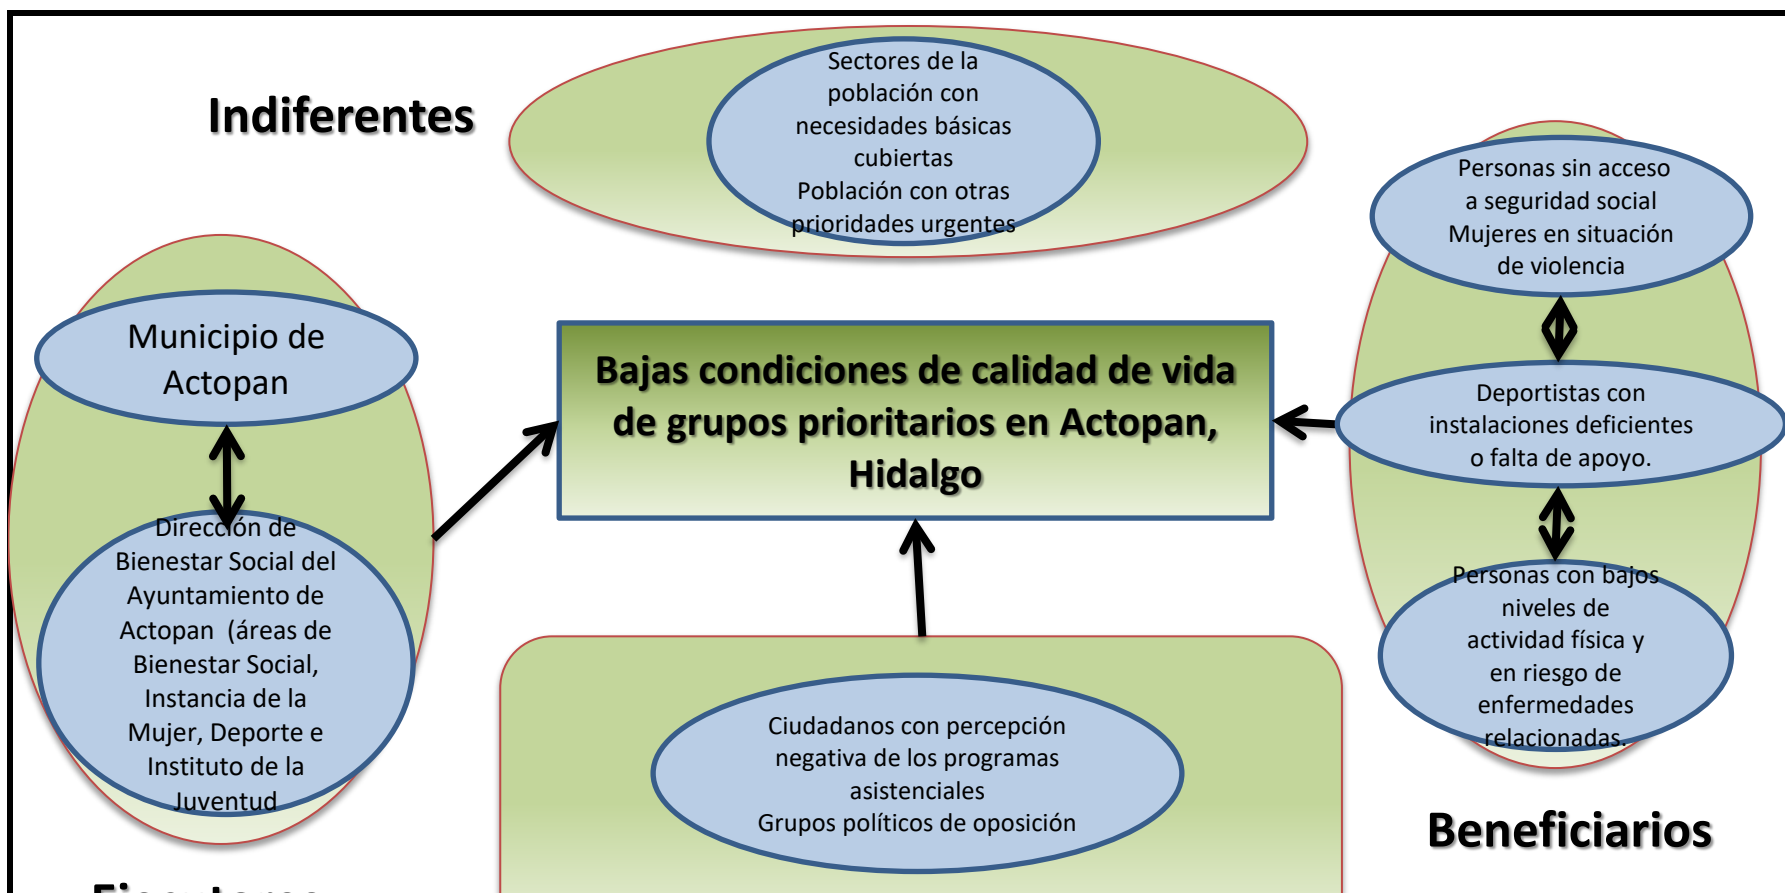 Indiferentes
Sectores de la
población con
necesidades básicas
cubiertas
Población con otras
prioridades urgentes
Personas sin acceso
a seguridad social
Mujeres en situación
de violencia
Municipio de
Actopan
Bajas condiciones de calidad de vida
de grupos prioritarios en Actopan,
Hidalgo
Deportistas con
instalaciones deficientes
o falta de apoyo.
Dirección de
Bienestar Social del
Ayuntamiento de
Actopan (áreas de
Bienestar Social,
Instancia de la
Mujer, Deporte e
Instituto de la
Juventud
Personas con bajos
niveles de
actividad física y
en riesgo de
enfermedades
relacionadas.
Ciudadanos con percepción
negativa de los programas
asistenciales
Grupos políticos de oposición
Beneficiarios
Ejecutores